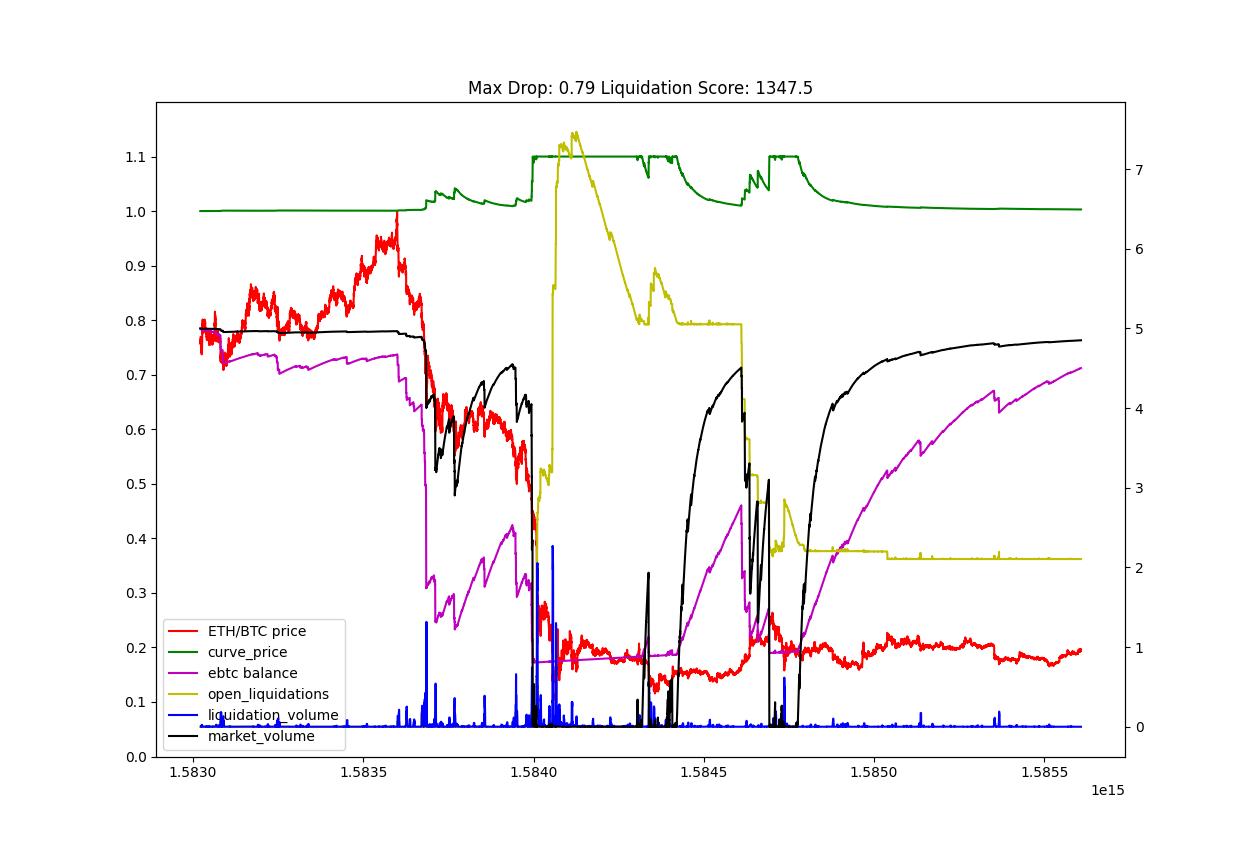 Max Drop: 0.79 Liquidation Score: 1347.5
1.1
1.0
0.9
0.8
0.7
0.6
0.5
0.4
0.3
0.2
0.1
0.0
7
6
5
4
3
2
1
0
ETH/BTC price
curve_price
ebtc balance
open_liquidations
liquidation_volume
market_volume
1.5830 1.5835 1.5840 1.5845 1.5850 1.5855
1e15